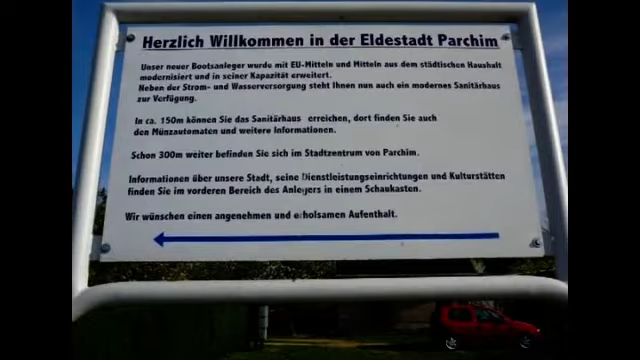 Herzlich Willkommen in der Eldestadt Parchim
Unser neuer Bootsanleger wurde mit EU-Mitteln und Mitteln aus dem städtischen Haushalt
modernisiert und in seiner Kapazität erweitert.
Neben der Strom- und Wasserversorgung steht Ihnen nun auch ein modernes Sanitärhaus
zur Verfügung.
In ca. 150m können Sie das Sanitärhaus erreichen, dort finden Sie auch
den Münzautomaten und weitere Informationen.
Schon 300m weiter befinden Sie sich im Stadtzentrum von Parchim.
Informationen über unsere Stadt, seine Dienstleistungseinrichtungen und Kulturstätten
finden Sie im vorderen Bereich des Anlegers in einem Schaukasten.
Wir wünschen einen angenehmen und erholsamen Aufenthalt.